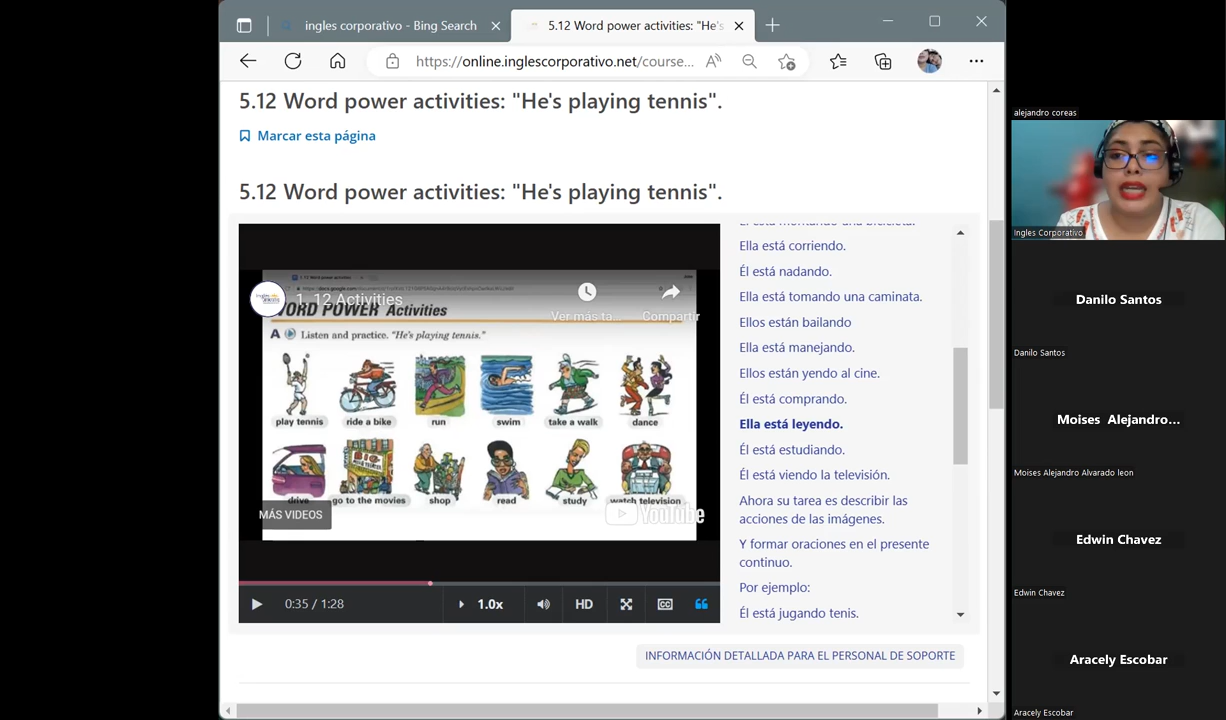 ingles corporativo - Bing Search
5.12 Word power activities: "He's
https://online.inglescorporativo.net/course...
5.12 Word power activities: "He's playing tennis".
Marcar esta página
5.12 Word power activities: "He's playing tennis".
1_12 Activities
Ver más ta...
Compartir
WORD POWER Activities
A Listen and practice. "He's playing tennis."
play tennis
ride a bike
run
swim
take a walk
dance
drive
go to the movies
shop
read
study
watch television
MÁS VIDEOS
YouTube
0:35 / 1:28
1.0x
HD
CC
Ella está corriendo.
Él está nadando.
Ella está tomando una caminata.
Ellos están bailando
Ella está manejando.
Ellos están yendo al cine.
Él está comprando.
Ella está leyendo.
Él está estudiando.
Él está viendo la televisión.
Ahora su tarea es describir las
acciones de las imágenes.
Y formar oraciones en el presente
continuo.
Por ejemplo:
Él está jugando tenis.
INFORMACIÓN DETALLADA PARA EL PERSONAL DE SOPORTE
alejandro coreas
Ingles Corporativo
Danilo Santos
Danilo Santos
Moises Alejandro...
Moises Alejandro Alvarado leon
Edwin Chavez
Edwin Chavez
Aracely Escobar
Aracely Escobar